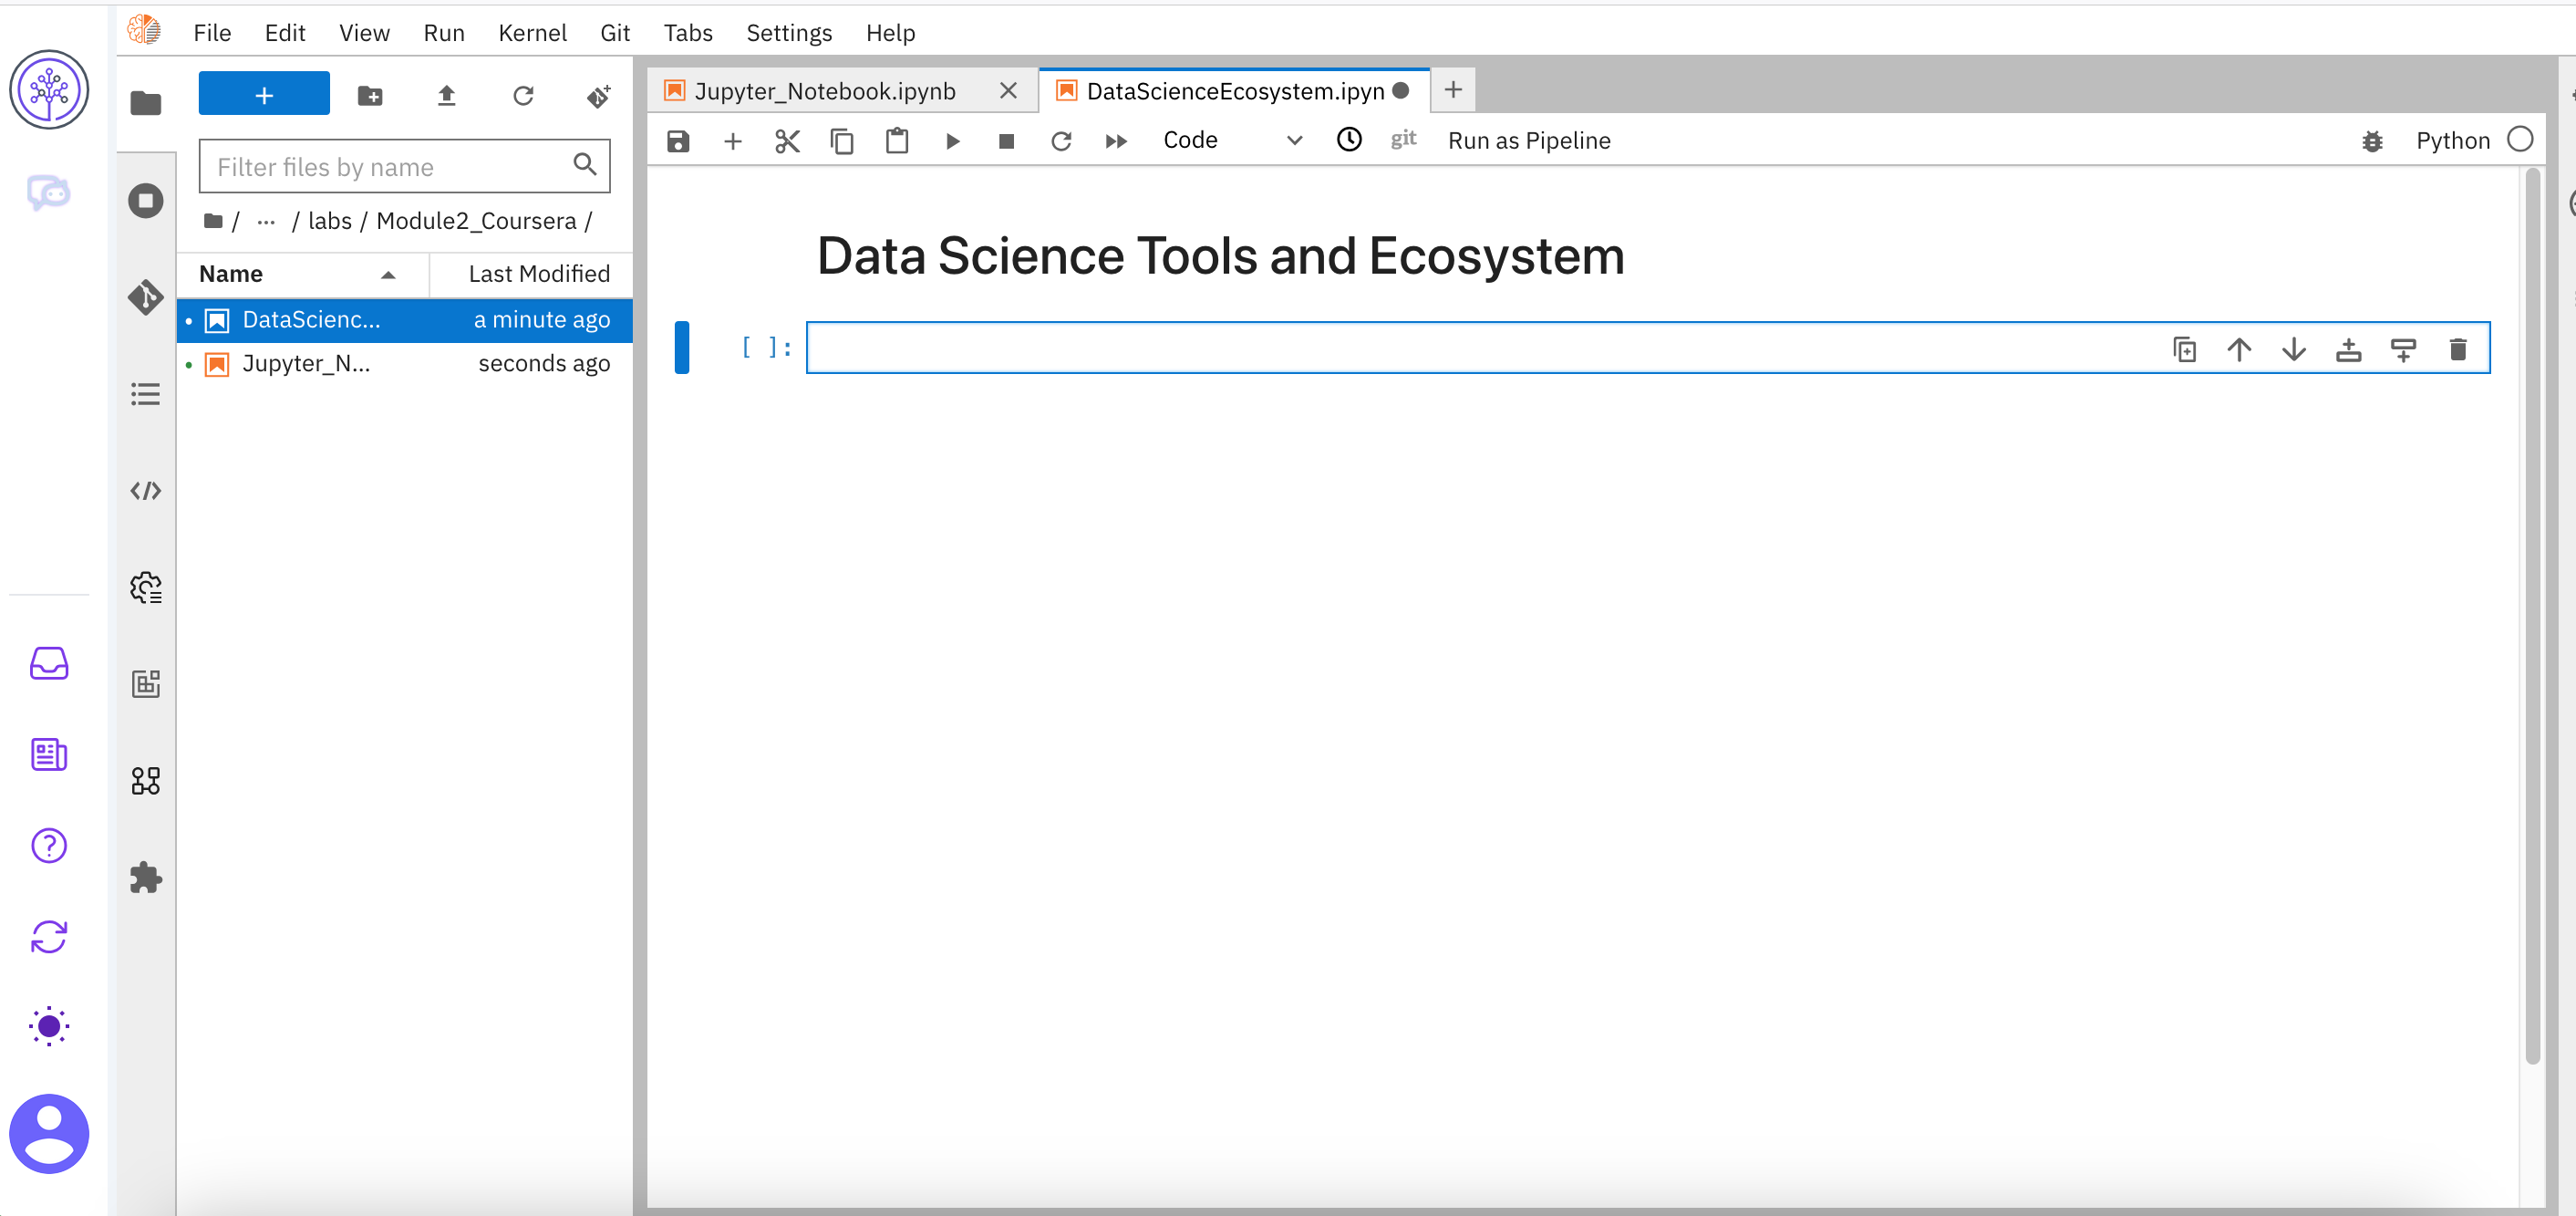 File Edit View Run Kernel Git Tabs Settings Help
Jupyter_Notebook.ipynb
DataScienceEcosystem.ipyn
Code
git
Run as Pipeline
Python
Filter files by name
/ ... / labs / Module2_Coursera /
Name Last Modified
DataScienc... a minute ago
Jupyter_N... seconds ago
Data Science Tools and Ecosystem
[ ]: